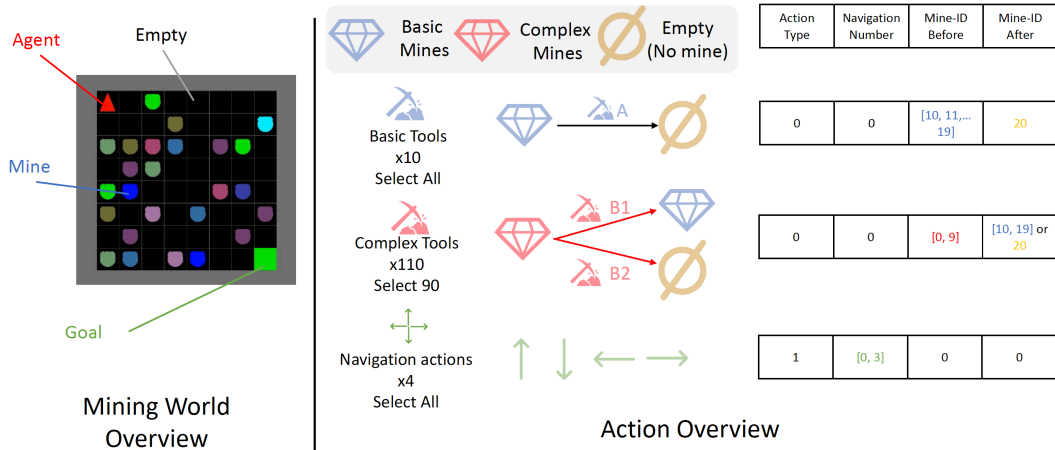 Agent
Empty
Mine
Goal
Mining World
Overview
Basic
Mines
Complex
Mines
Empty
(No mine)
Basic Tools
x10
Select All
A
Complex Tools
x110
Select 90
B1
B2
Navigation actions
x4
Select All
Action Overview
Action Type Navigation Number Mine-ID Before Mine-ID After
0 0 [10, 11,... 19] 20
0 0 [0, 9] [10, 19] or 20
1 [0, 3] 0 0